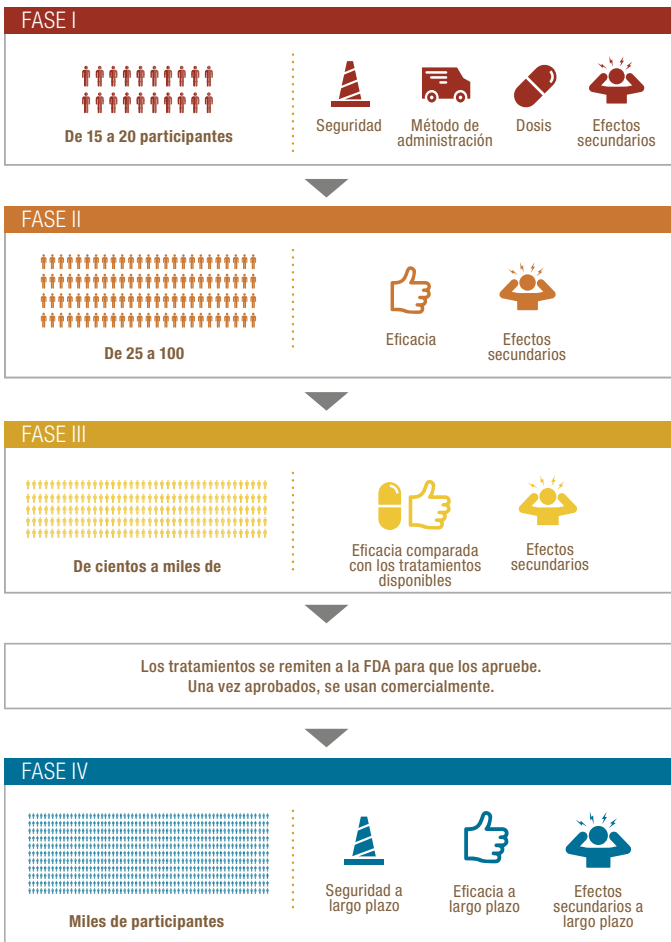 FASE I
De 15 a 20 participantes
Seguridad
Método de
administración
Dosis
Efectos
secundarios
FASE II
De 25 a 100
Eficacia
Efectos
secundarios
FASE III
De cientos a miles de
Eficacia comparada
con los tratamientos
disponibles
Efectos
secundarios
Los tratamientos se remiten a la FDA para que los apruebe.
Una vez aprobados, se usan comercialmente.
FASE IV
Miles de participantes
Seguridad a
largo plazo
Eficacia a
largo plazo
Efectos
secundarios a
largo plazo